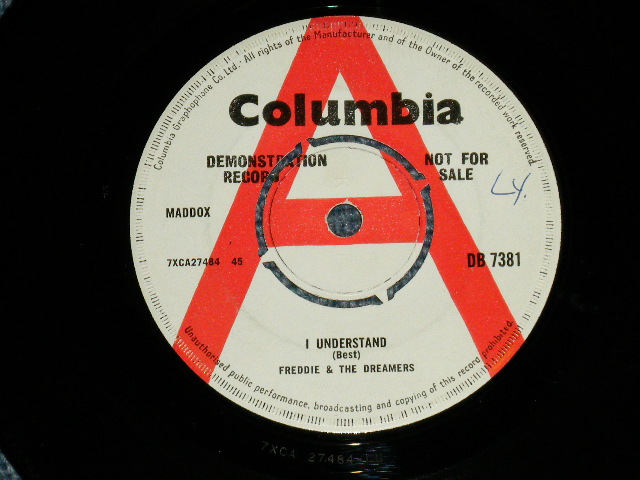 Columbia Graphophone Co. Ltd. · All rights of the Manufacturer and of the Owner of the recorded work reserved
Columbia
DEMONSTRATION RECORD
NOT FOR SALE
LY.
MADDOX
7XCA27484 45
DB 7381
I UNDERSTAND
(Best)
FREDDIE & THE DREAMERS
Unauthorised public performance, broadcasting and copying of this record prohibited
7XCA 27484
A